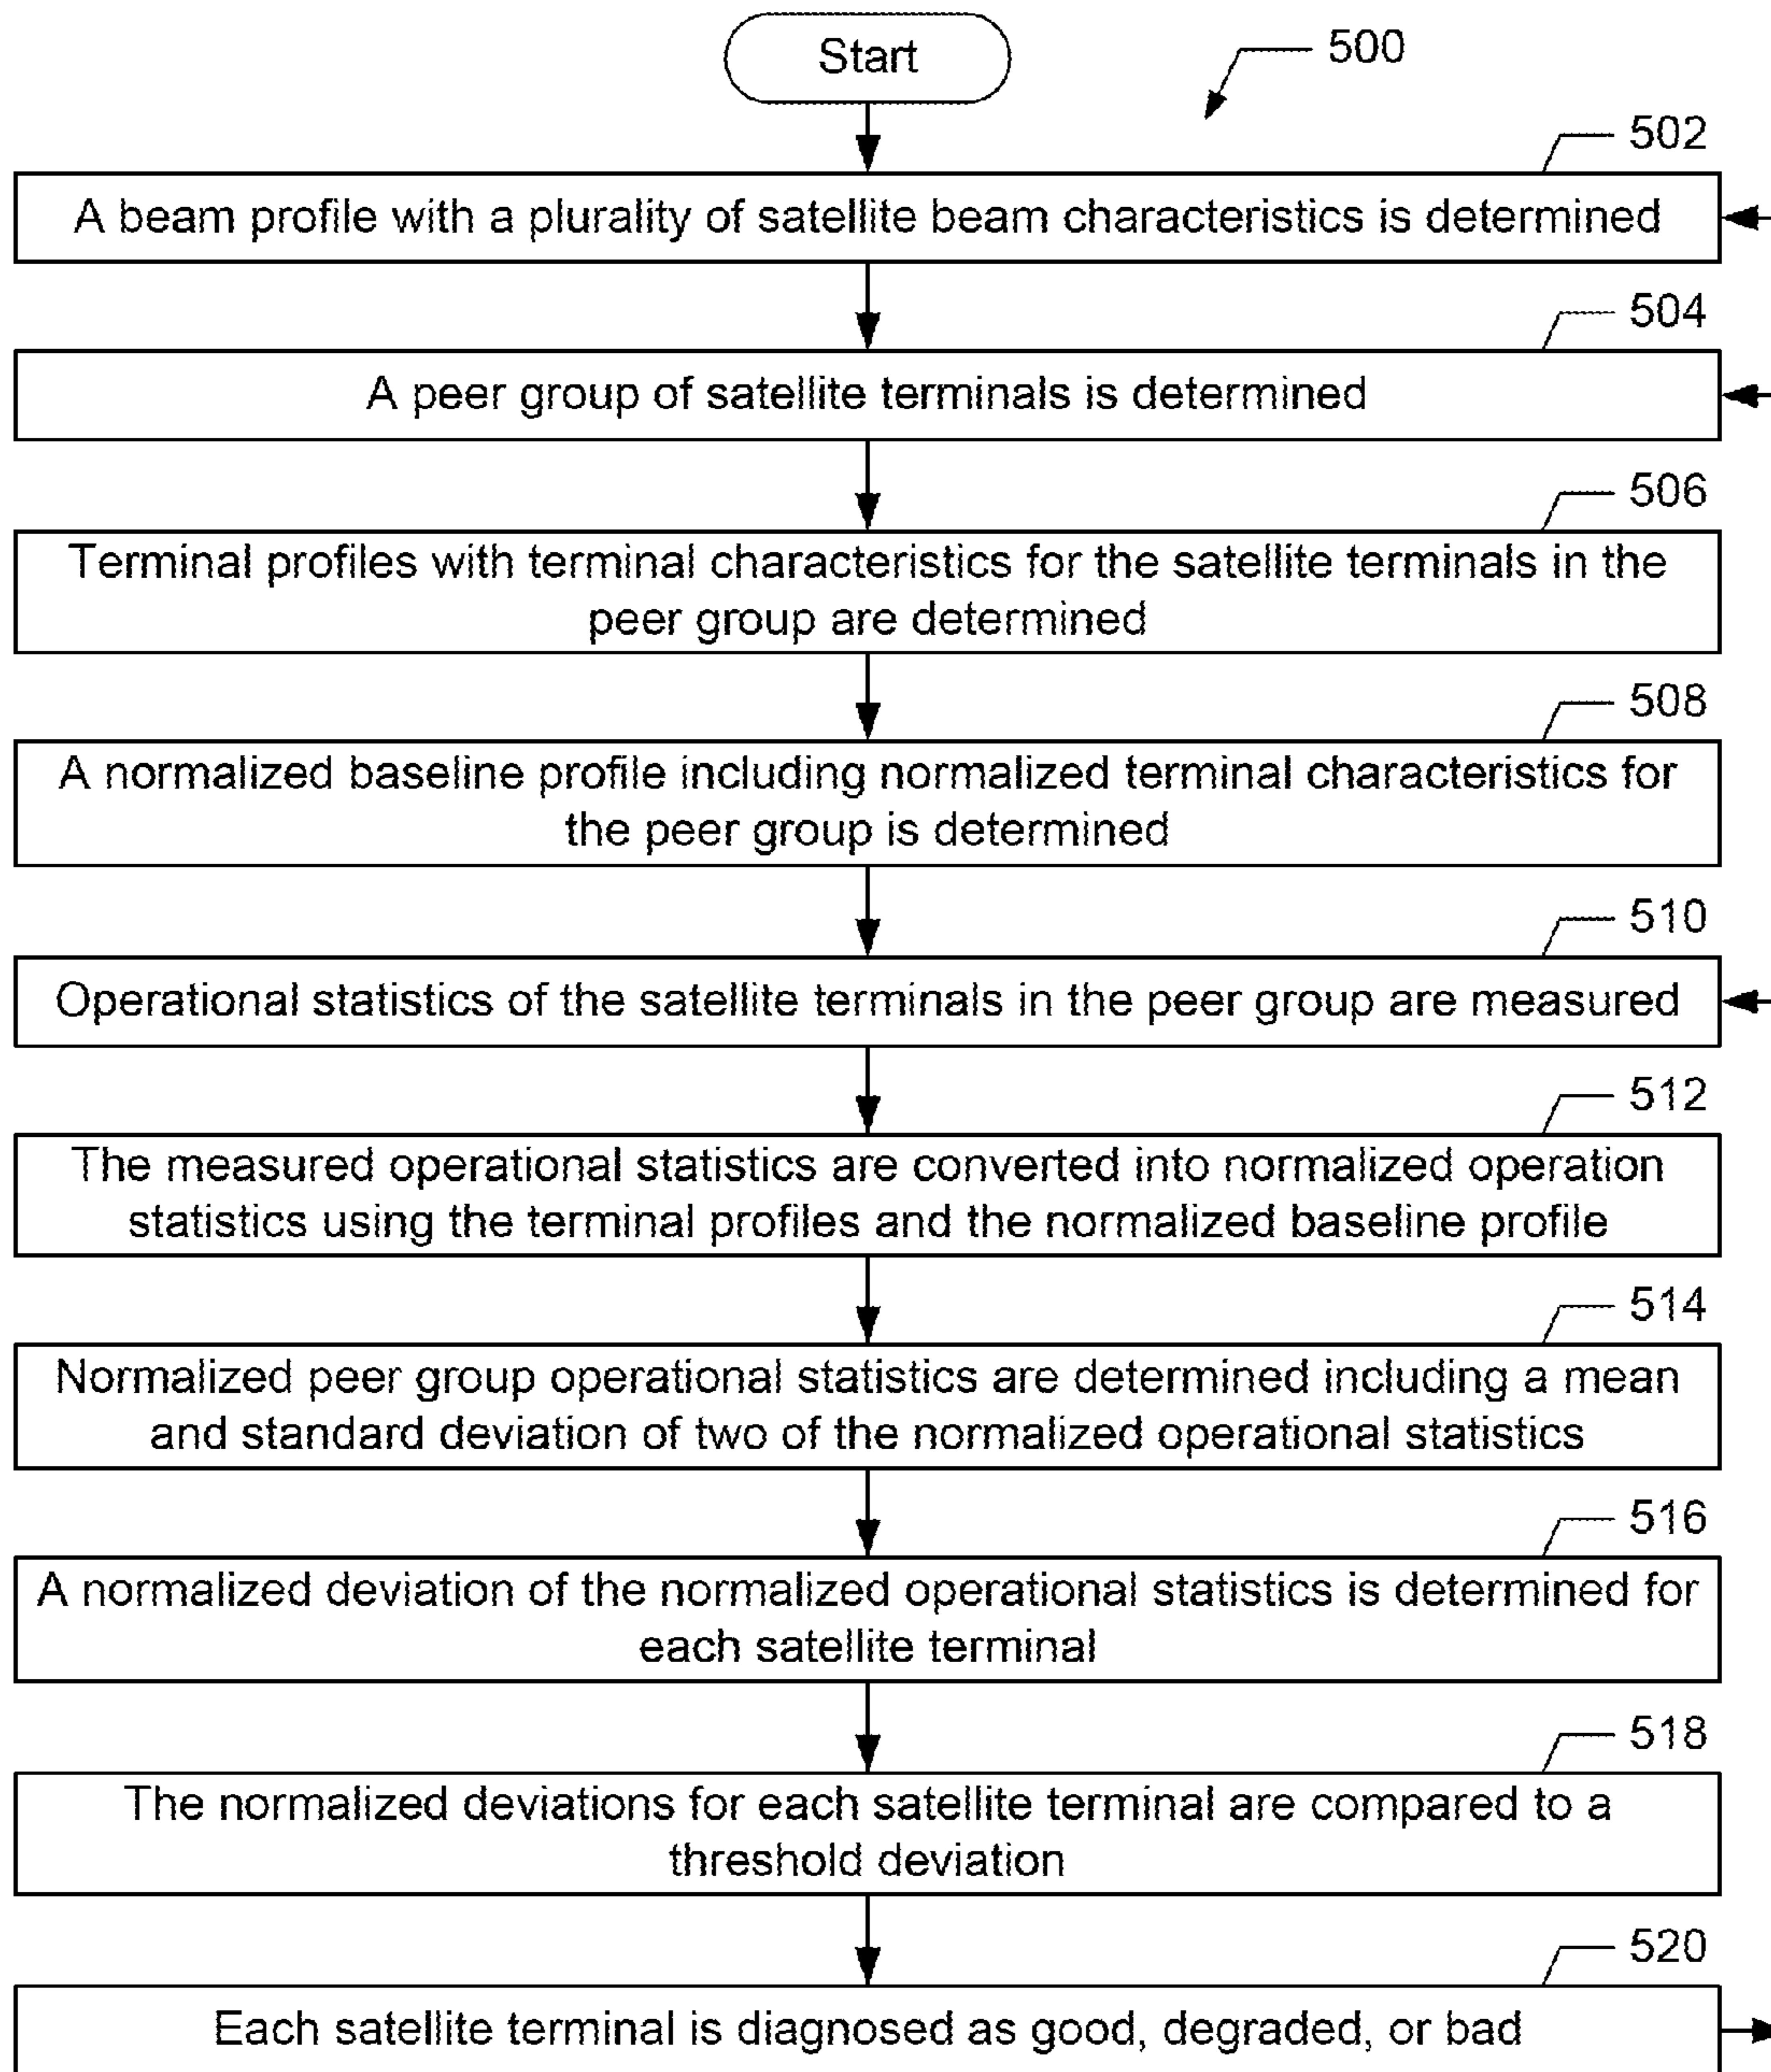 Start
500
502
A beam profile with a plurality of satellite beam characteristics is determined
504
A peer group of satellite terminals is determined
506
Terminal profiles with terminal characteristics for the satellite terminals in the
peer group are determined
508
A normalized baseline profile including normalized terminal characteristics for
the peer group is determined
510
Operational statistics of the satellite terminals in the peer group are measured
512
The measured operational statistics are converted into normalized operation
statistics using the terminal profiles and the normalized baseline profile
514
Normalized peer group operational statistics are determined including a mean
and standard deviation of two of the normalized operational statistics
516
A normalized deviation of the normalized operational statistics is determined for
each satellite terminal
518
The normalized deviations for each satellite terminal are compared to a
threshold deviation
520
Each satellite terminal is diagnosed as good, degraded, or bad